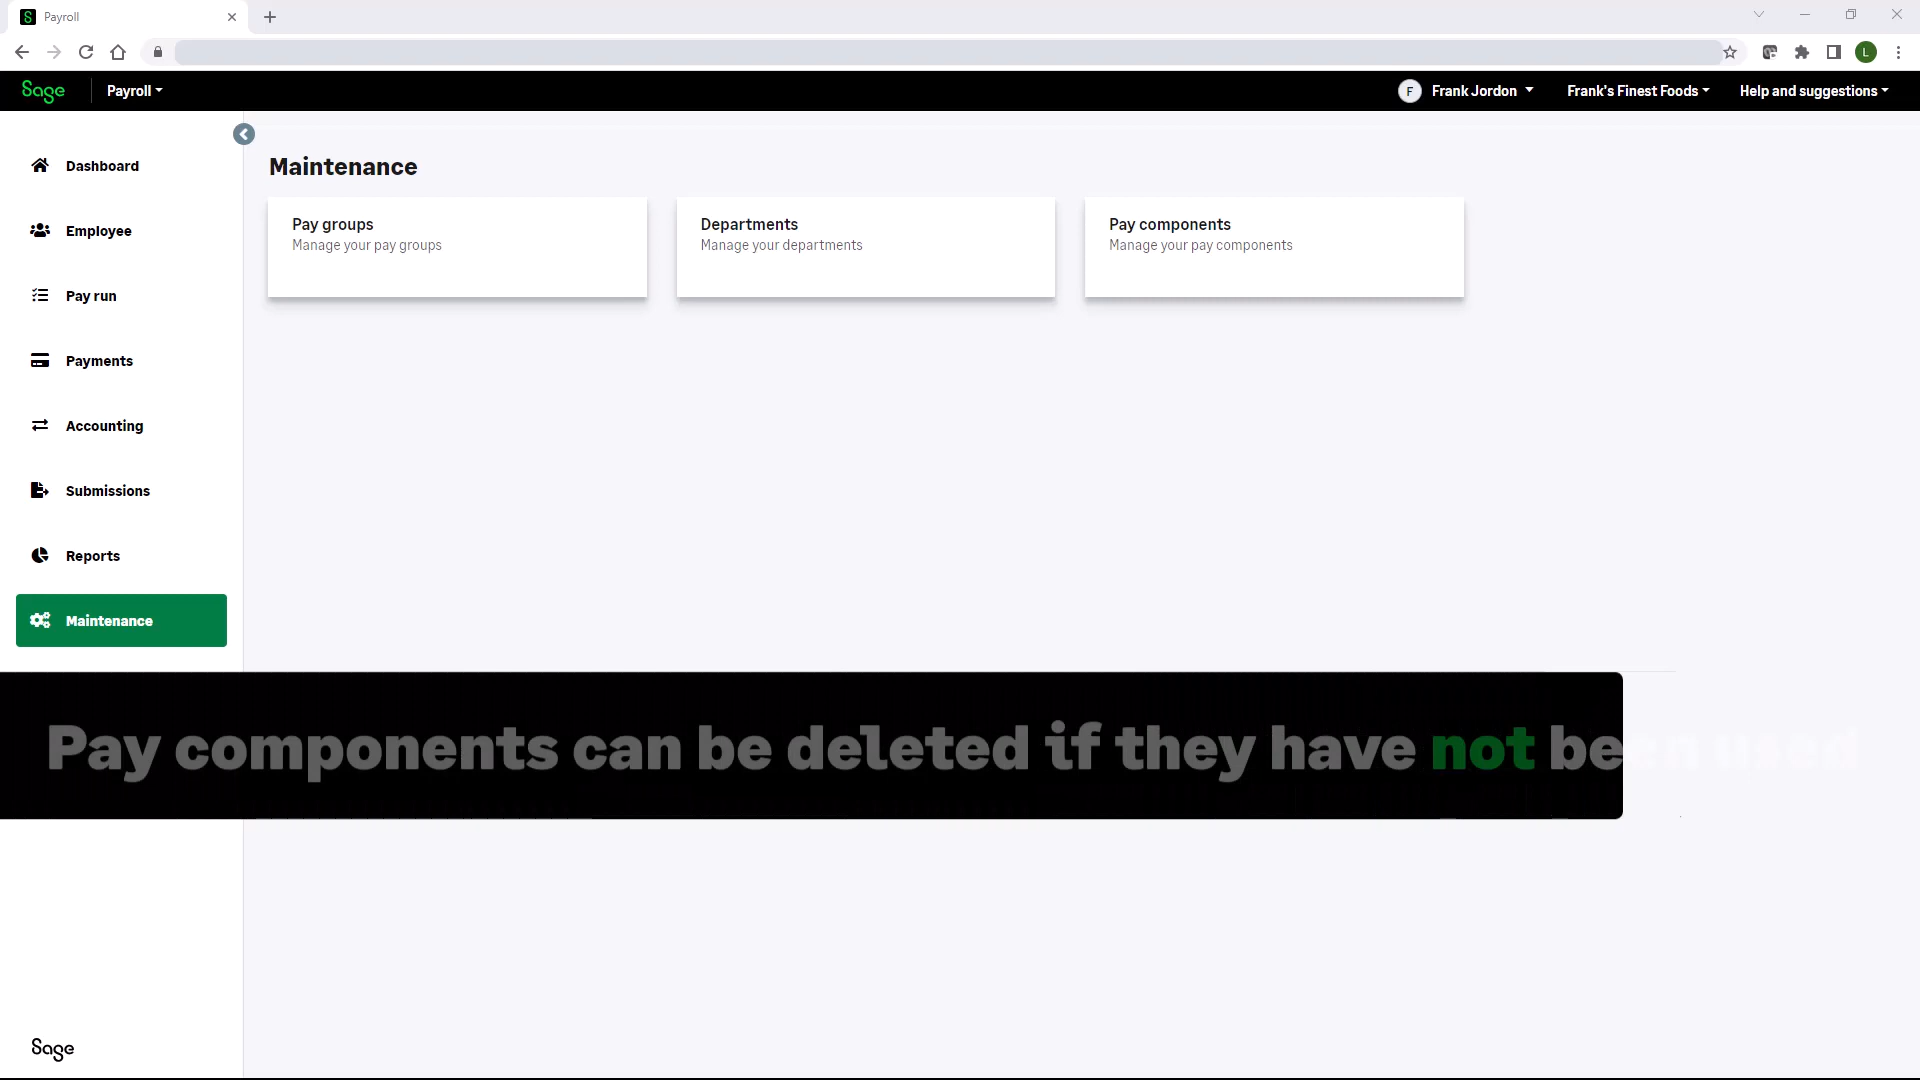 Payroll
Sage
Payroll
F
Frank Jordon
Frank's Finest Foods
Help and suggestions
L
Dashboard
Employee
Pay run
Payments
Accounting
Submissions
Reports
Maintenance
Maintenance
Pay groups
Manage your pay groups
Departments
Manage your departments
Pay components
Manage your pay components
Pay components can be deleted if they have not been used
Sage